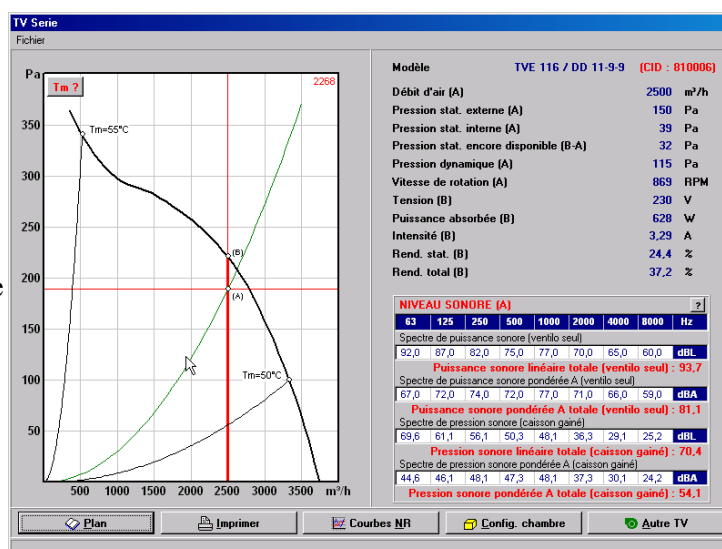 TV Serie
Fichier
Pa
Tm ?
2268
350
300
250
200
150
100
50
Tm=55°C
(B)
(A)
Tm=50°C
500 1000 1500 2000 2500 3000 3500 m³/h
e
Modèle TVE 116 / DD 11-9-9 (CID : 810006)
Débit d'air (A) 2500 m³/h
Pression stat. externe (A) 150 Pa
Pression stat. interne (A) 39 Pa
Pression stat. encore disponible (B-A) 32 Pa
Pression dynamique (A) 115 Pa
Vitesse de rotation (A) 869 RPM
Tension (B) 230 V
Puissance absorbée (B) 628 W
Intensité (B) 3,29 A
Rend. stat. (B) 24,4 %
Rend. total (B) 37,2 %
NIVEAU SONORE (A) ?
63 125 250 500 1000 2000 4000 8000 Hz
Spectre de puissance sonore (ventilo seul)
92,0 87,0 82,0 75,0 77,0 70,0 65,0 60,0 dBL
Puissance sonore linéaire totale (ventilo seul) : 93,7
Spectre de puissance sonore pondérée A (ventilo seul)
67,0 72,0 74,0 72,0 77,0 71,0 66,0 59,0 dBA
Puissance sonore pondérée A totale (ventilo seul) : 81,1
Spectre de pression sonore (caisson gainé)
69,6 61,1 56,1 50,3 48,1 36,3 29,1 25,2 dBL
Pression sonore linéaire totale (caisson gainé) : 70,4
Spectre de pression sonore pondérée A (caisson gainé)
44,6 46,1 48,1 47,3 48,1 37,3 30,1 24,2 dBA
Pression sonore pondérée A totale (caisson gainé) : 54,1
Plan Imprimer Courbes NR Config. chambre Autre TV